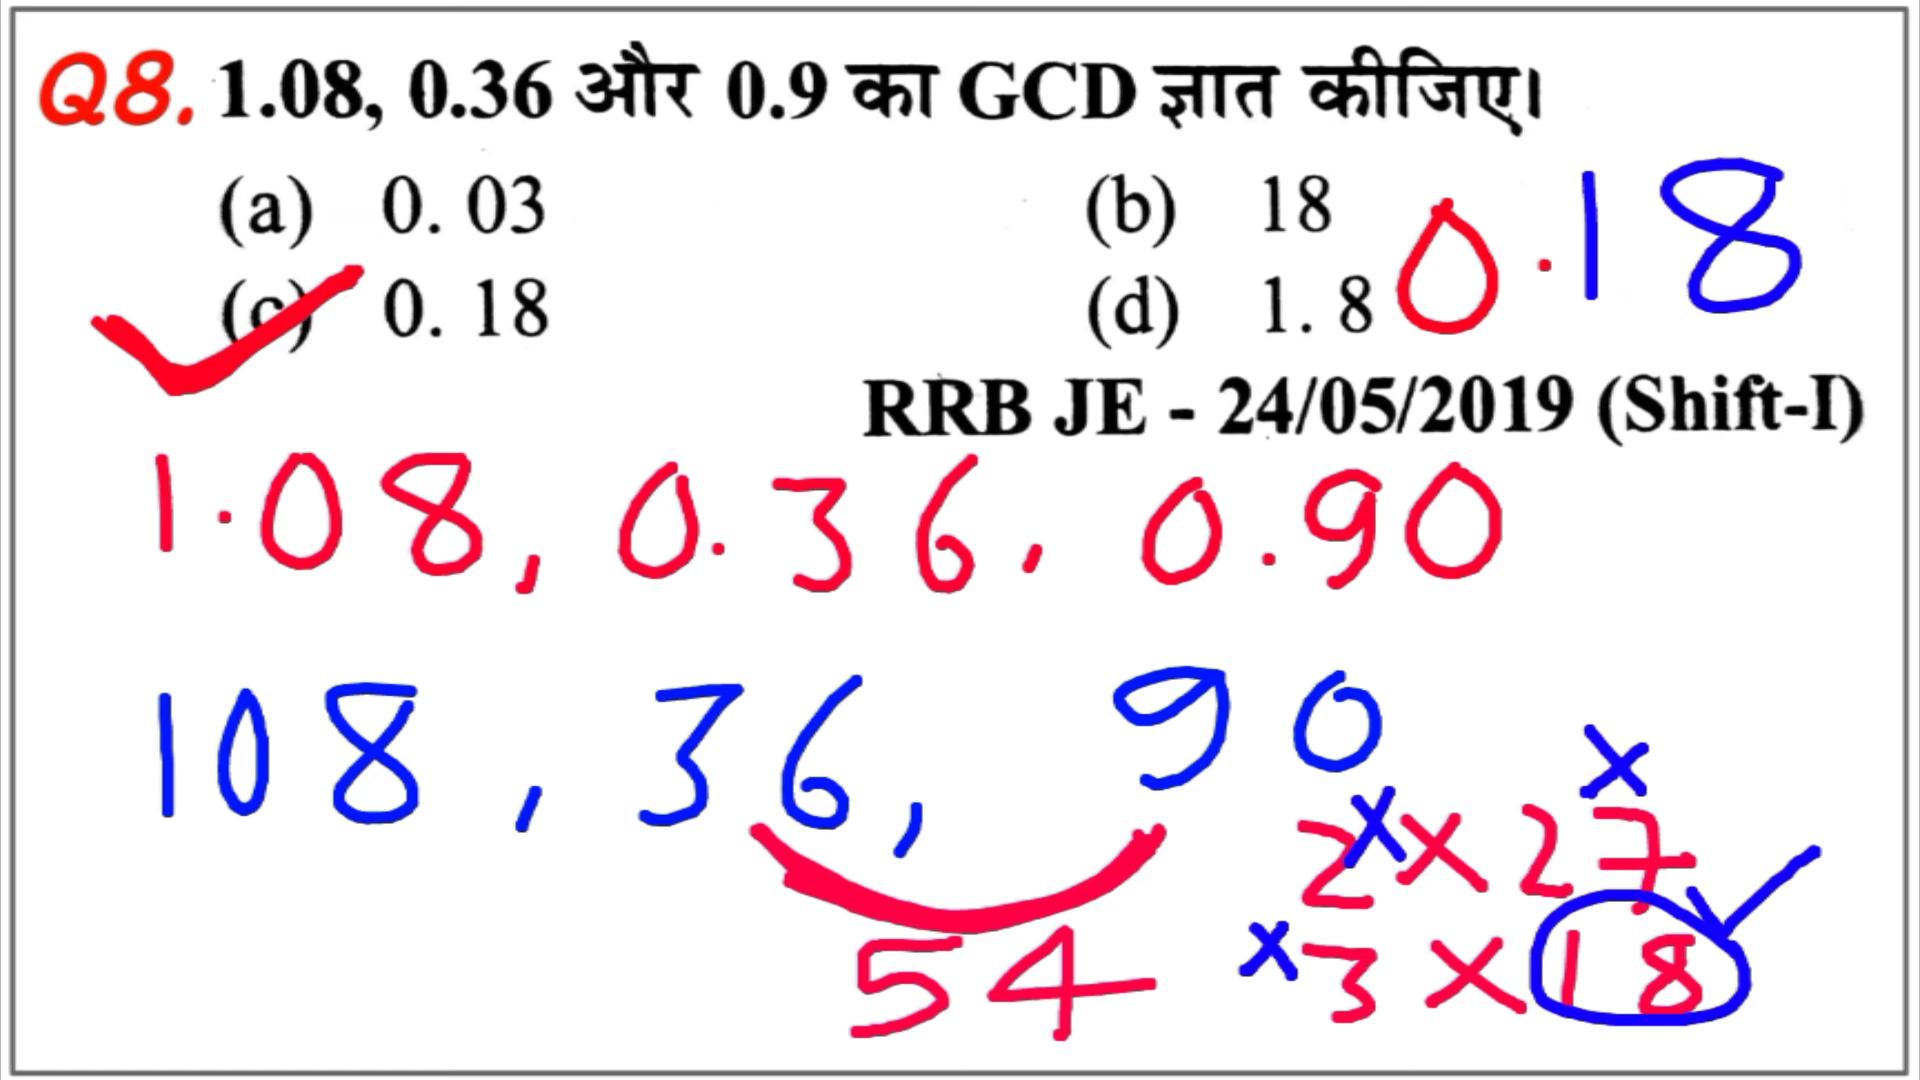 Q8. 1.08, 0.36 और 0.9 का GCD ज्ञात कीजिए।
(a) 0. 03 (b) 18
(c) 0. 18 (d) 1. 8
0.18
RRB JE - 24/05/2019 (Shift-I)
1.08, 0.36, 0.90
108, 36, 90
54
x
2 x x 27
x 3 x 18